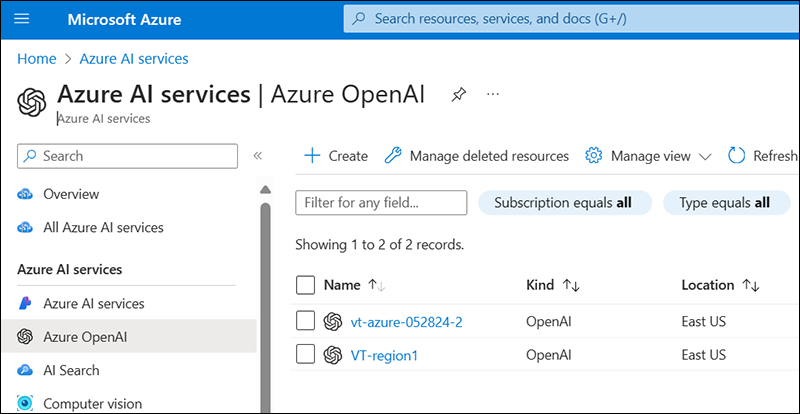 Microsoft Azure
Search resources, services, and docs (G+/)
Home > Azure AI services
Azure AI services | Azure OpenAI
Azure AI services
Search
Overview
All Azure AI services
Azure AI services
Azure AI services
Azure OpenAI
AI Search
Computer vision
Create Manage deleted resources Manage view Refresh
Filter for any field... Subscription equals all Type equals all
Showing 1 to 2 of 2 records.
Name Kind Location
vt-azure-052824-2 OpenAI East US
VT-region1 OpenAI East US